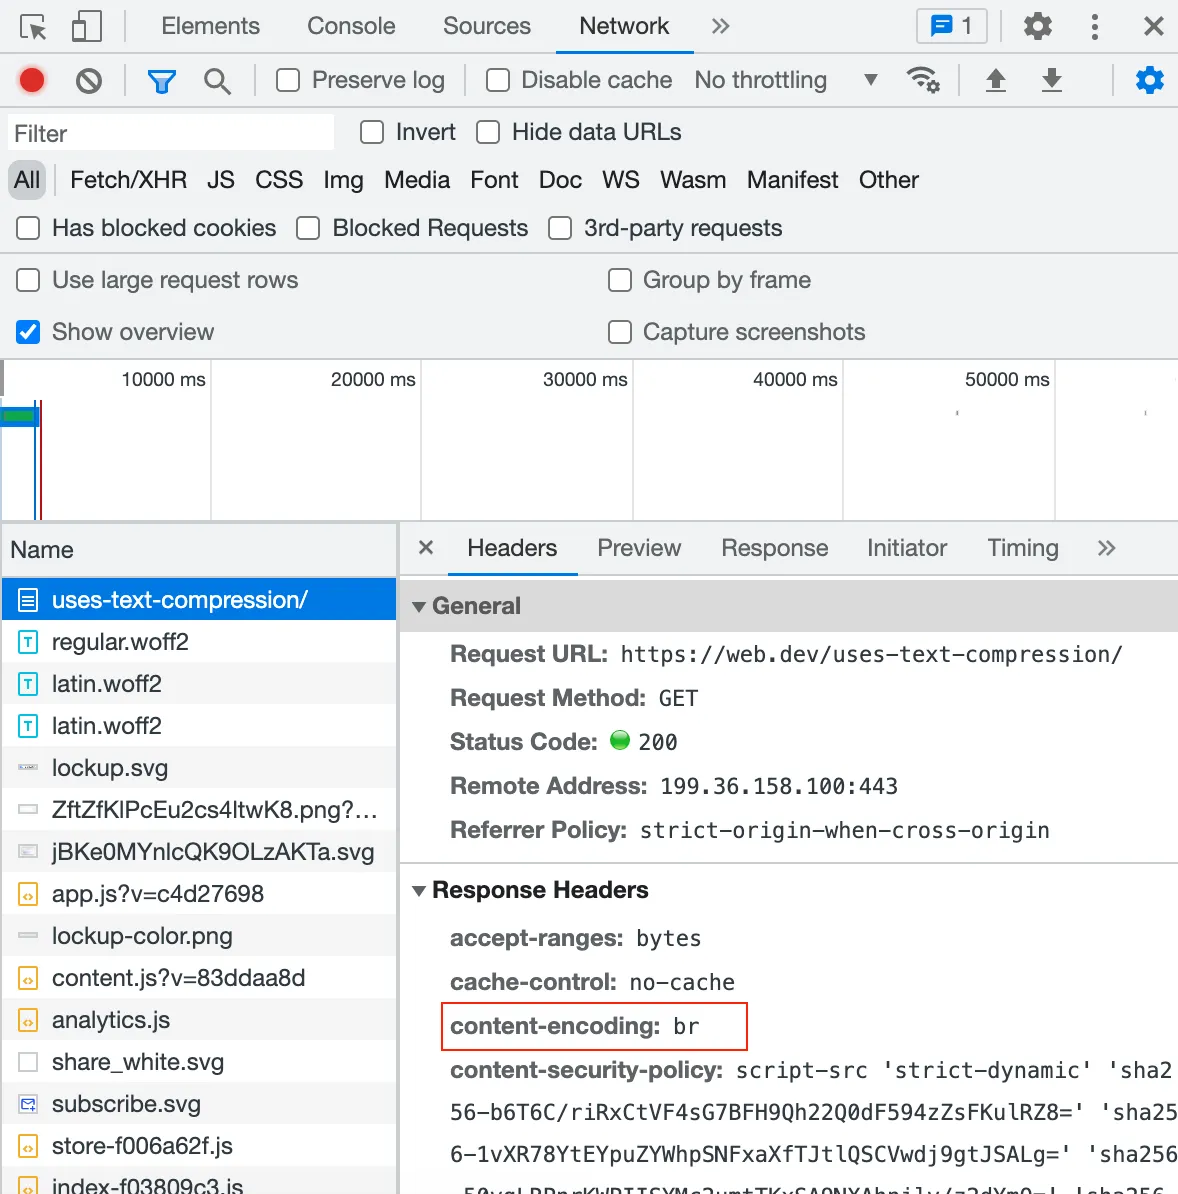 Elements Console Sources Network 1
Preserve log Disable cache No throttling
Filter Invert Hide data URLs
All Fetch/XHR JS CSS Img Media Font Doc WS Wasm Manifest Other
Has blocked cookies Blocked Requests 3rd-party requests
Use large request rows Group by frame
Show overview Capture screenshots
10000 ms 20000 ms 30000 ms 40000 ms 50000 ms
Name
uses-text-compression/
regular.woff2
latin.woff2
latin.woff2
lockup.svg
ZftZfKlPcEu2cs4ltwK8.png?...
jBKe0MYnlcQK9OLzAKTa.svg
app.js?v=c4d27698
lockup-color.png
content.js?v=83ddaa8d
analytics.js
share_white.svg
subscribe.svg
store-f006a62f.js
index-f03809c3.js
Headers Preview Response Initiator Timing
General
Request URL: https://web.dev/uses-text-compression/
Request Method: GET
Status Code: 200
Remote Address: 199.36.158.100:443
Referrer Policy: strict-origin-when-cross-origin
Response Headers
accept-ranges: bytes
cache-control: no-cache
content-encoding: br
content-security-policy: script-src 'strict-dynamic' 'sha2
56-b6T6C/riRxCtVF4sG7BFH9Qh22Q0dF594zZsFKulRZ8=' 'sha25
6-1vXR78YtEYpuZYWhpSNFxaXfTJtlQSCVwdj9gtJSALg=' 'sha256